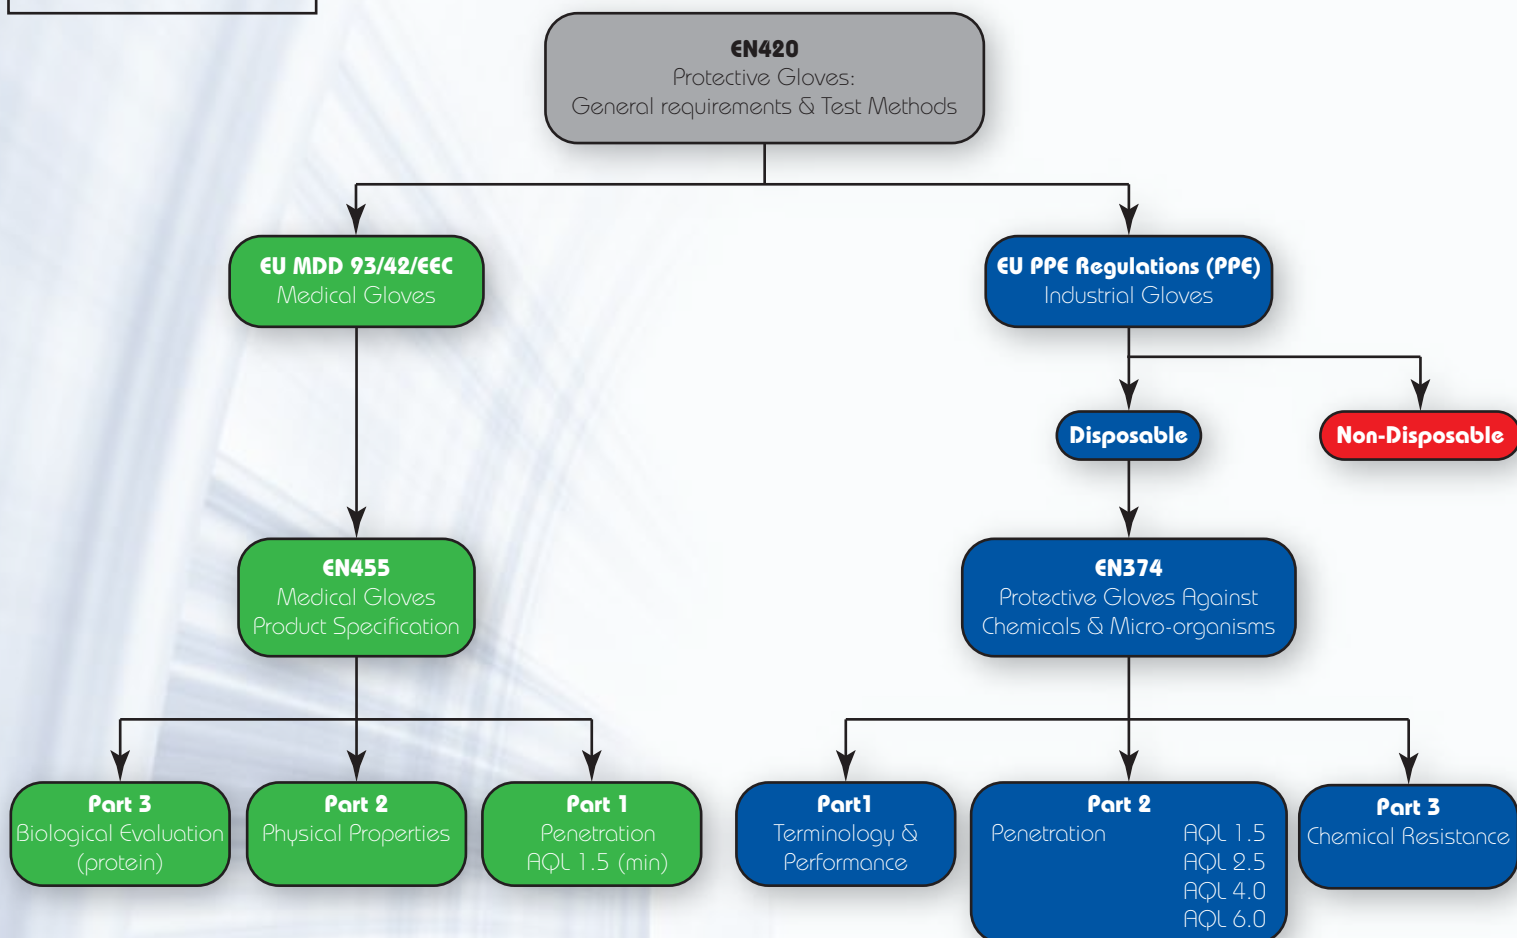 EN420
Protective Gloves:
General requirements & Test Methods
EU MDD 93/42/EEC
Medical Gloves
EU PPE Regulations (PPE)
Industrial Gloves
Disposable
Non-Disposable
EN455
Medical Gloves
Product Specification
EN374
Protective Gloves Against
Chemicals & Micro-organisms
Part 3
Biological Evaluation
(protein)
Part 2
Physical Properties
Part 1
Penetration
AQL 1.5 (min)
Part1
Terminology &
Performance
Part 2
Penetration AQL 1.5
AQL 2.5
AQL 4.0
AQL 6.0
Part 3
Chemical Resistance